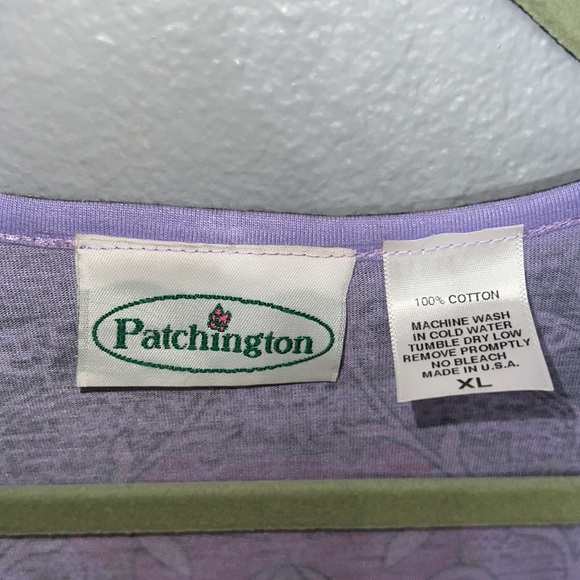 Patchington
100% COTTON
MACHINE WASH
IN COLD WATER
TUMBLE DRY LOW
REMOVE PROMPTLY
NO BLEACH
MADE IN U.S.A.
XL